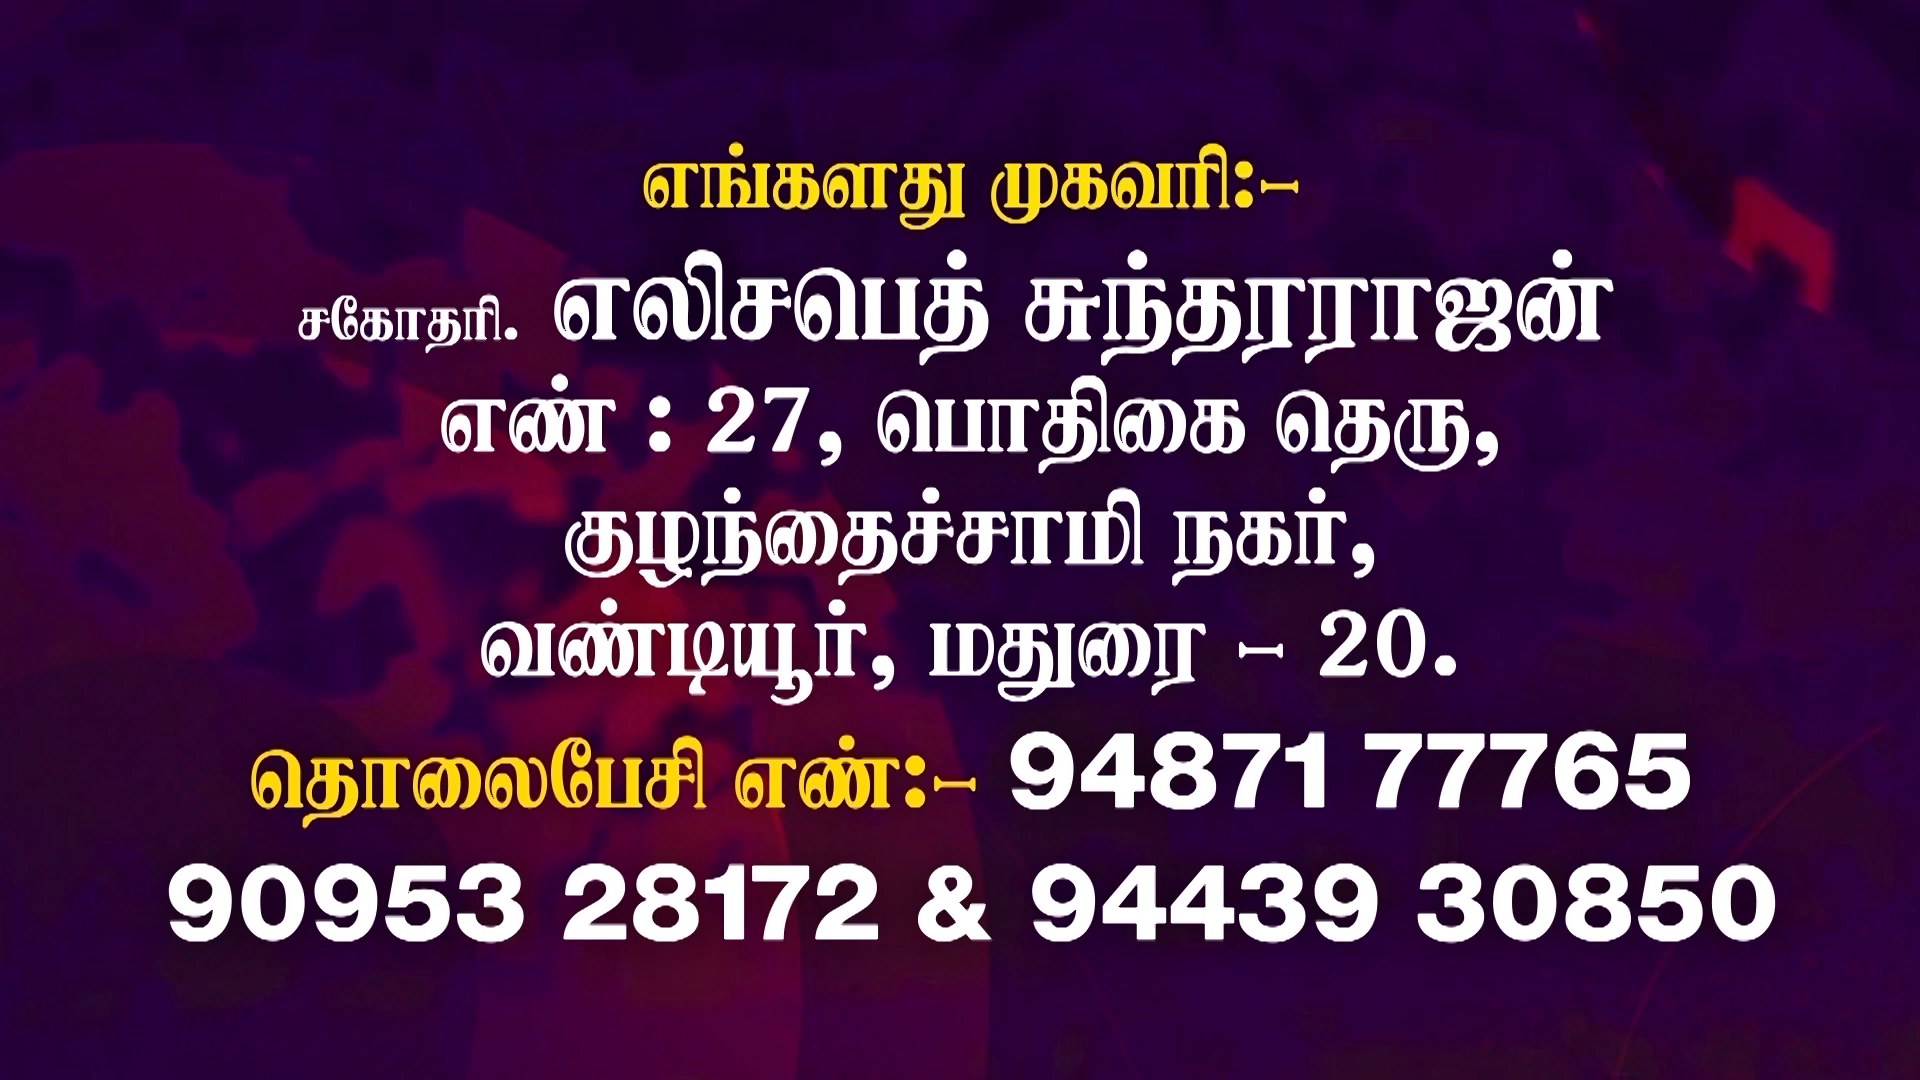 எங்களது முகவரி:-
சகோதரி. எலிசபெத் சுந்தரராஜன்
எண் : 27, பொதிகை தெரு,
குழந்தைச்சாமி நகர்,
வண்டியூர், மதுரை - 20.
தொலைபேசி எண்:- 94871 77765
90953 28172 & 94439 30850